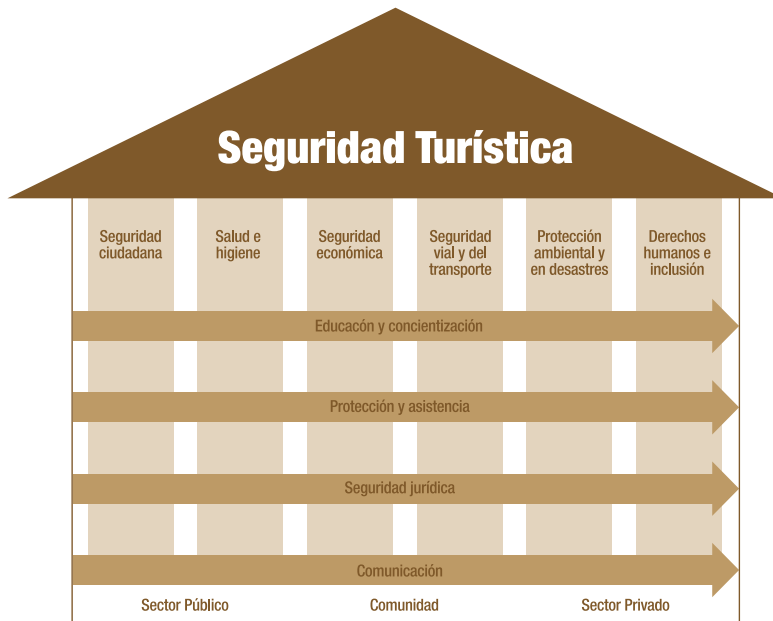 Seguridad Turística
Seguridad
ciudadana
Salud e
higiene
Seguridad
económica
Seguridad
vial y del
transporte
Protección
ambiental y
en desastres
Derechos
humanos e
inclusión
Educacón y concientización
Protección y asistencia
Seguridad jurídica
Comunicación
Sector Público
Comunidad
Sector Privado